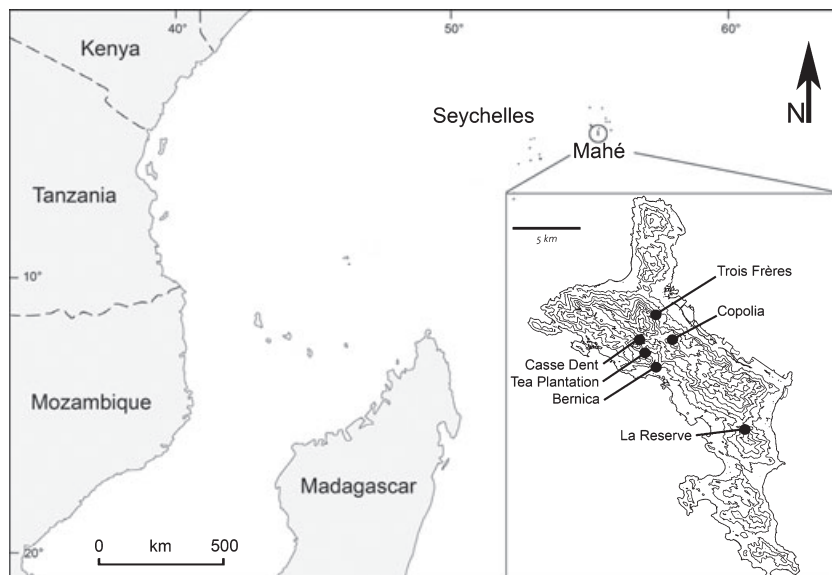 40°
50°
60°
Kenya
N
Seychelles
Mahé
Tanzania
5 km
10°
Trois Frères
Copolia
Casse Dent
Tea Plantation
Bernica
Mozambique
La Reserve
Madagascar
0 km 500
20°